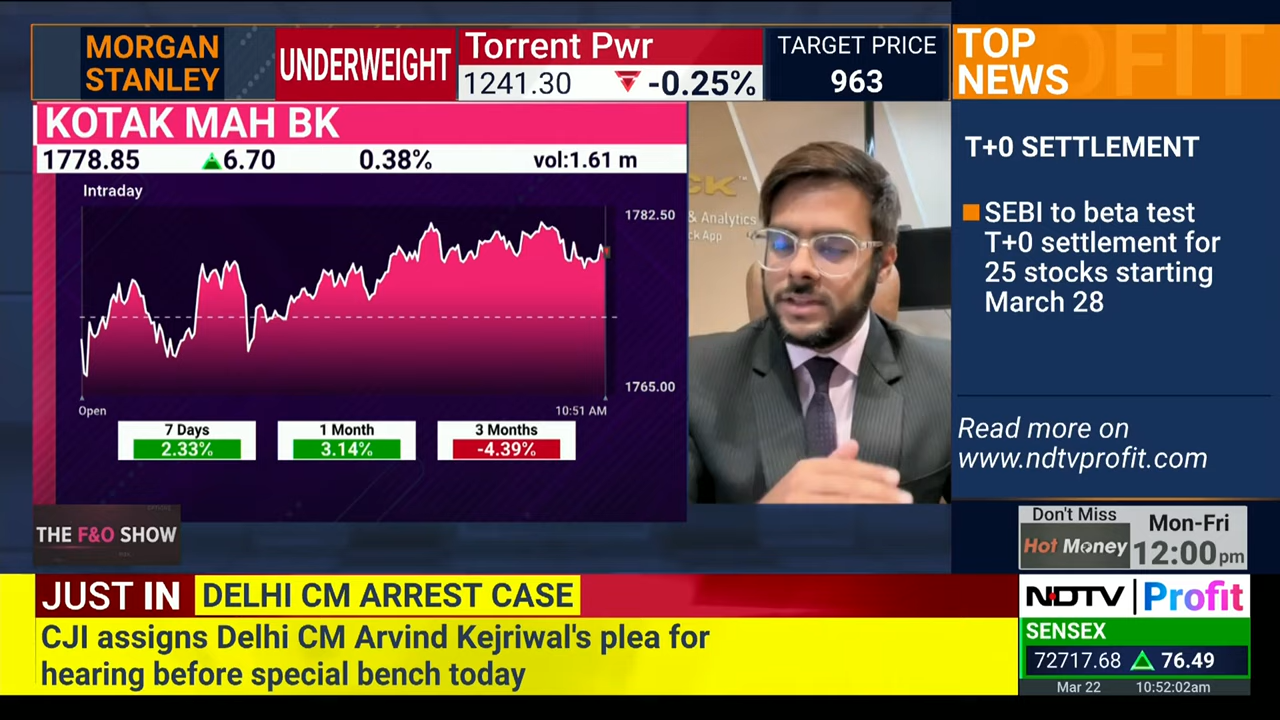 MORGAN
STANLEY
UNDERWEIGHT
Torrent Pwr
1241.30 ▼ -0.25%
TARGET PRICE
963
TOP
NEWS
KOTAK MAH BK
1778.85 ▲6.70 0.38% vol:1.61 m
Intraday
1782.50
1765.00
Open 10:51 AM
7 Days
2.33%
1 Month
3.14%
3 Months
-4.39%
& Analytics
ck App
T+0 SETTLEMENT
SEBI to beta test
T+0 settlement for
25 stocks starting
March 28
Read more on
www.ndtvprofit.com
THE F&O SHOW
Don't Miss
Hot Money
Mon-Fri
12:00pm
JUST IN
DELHI CM ARREST CASE
CJI assigns Delhi CM Arvind Kejriwal's plea for
hearing before special bench today
NDTV Profit
SENSEX
72717.68 ▲ 76.49
Mar 22 10:52:02am